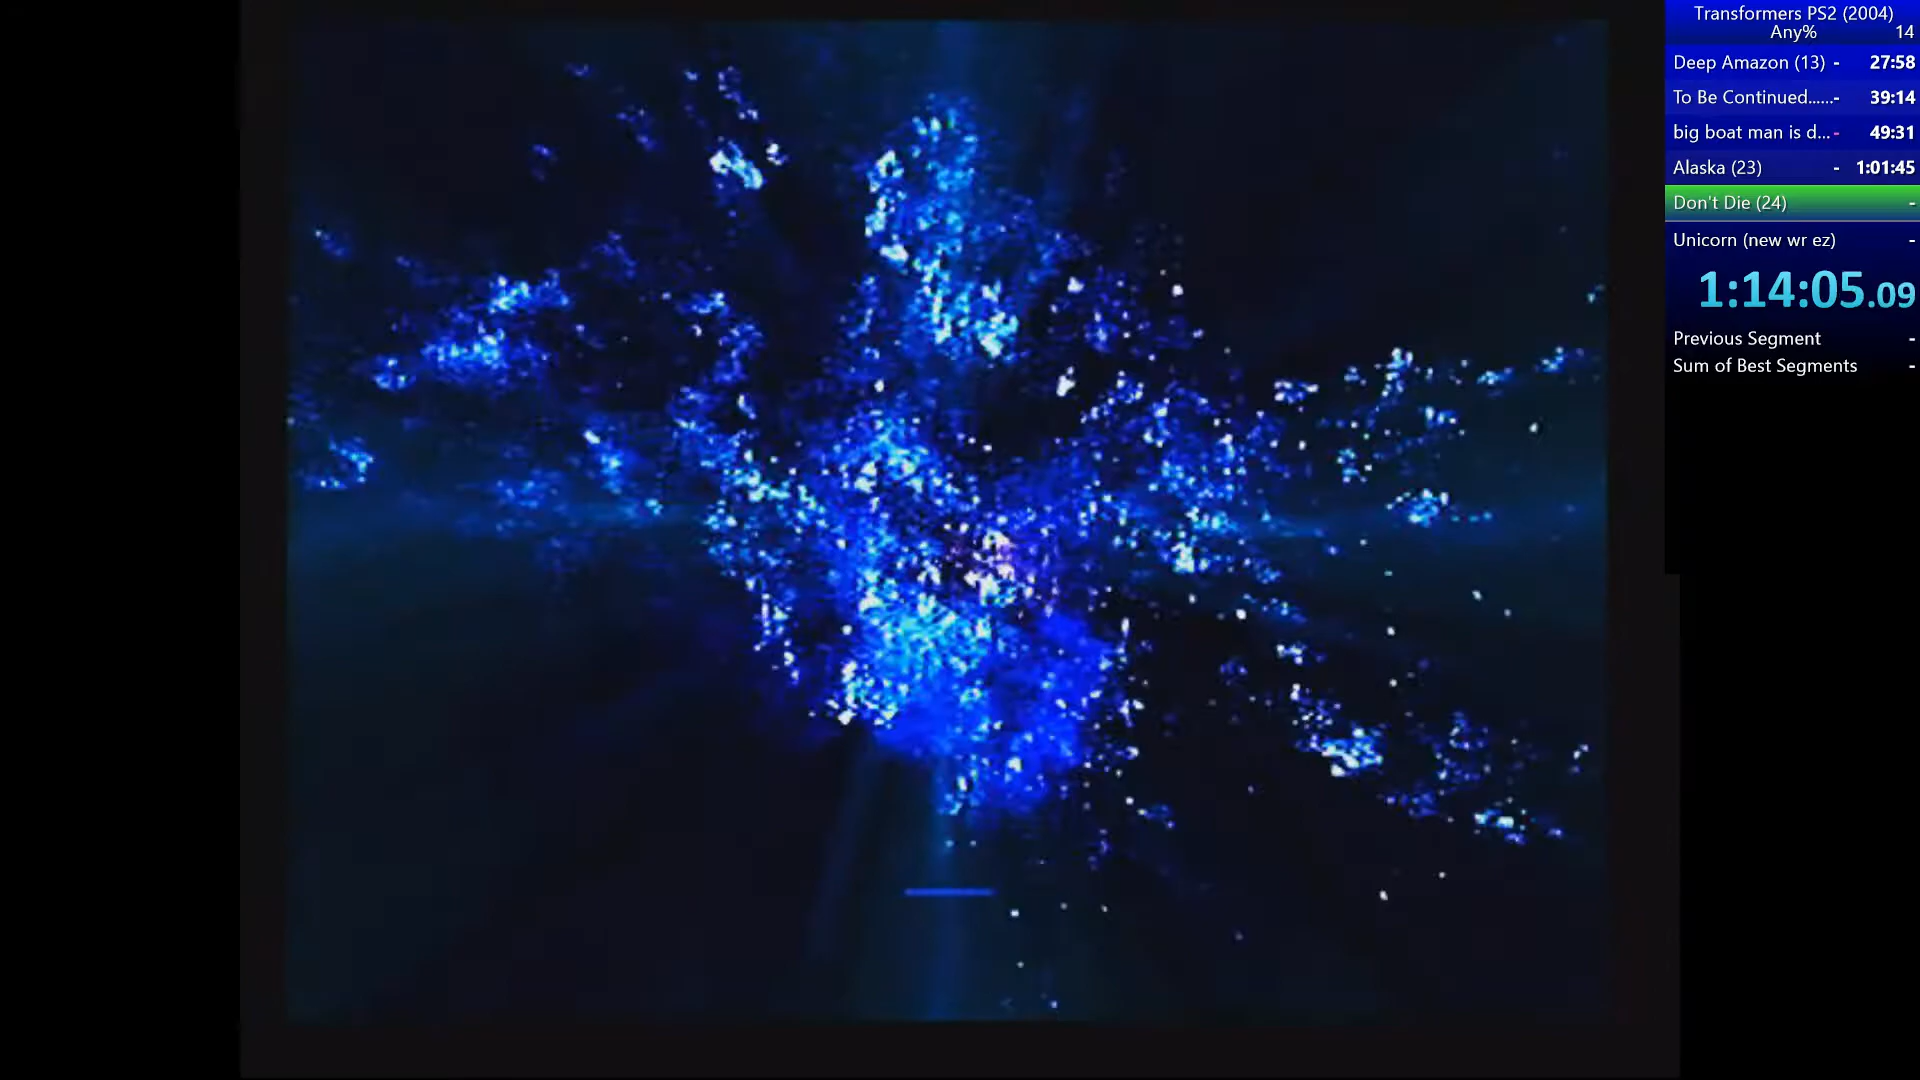 Transformers PS2 (2004)
Any% 14
Deep Amazon (13) - 27:58
To Be Continued......- 39:14
big boat man is d...- 49:31
Alaska (23) - 1:01:45
Don't Die (24) -
Unicorn (new wr ez) -
1:14:05.09
Previous Segment -
Sum of Best Segments -